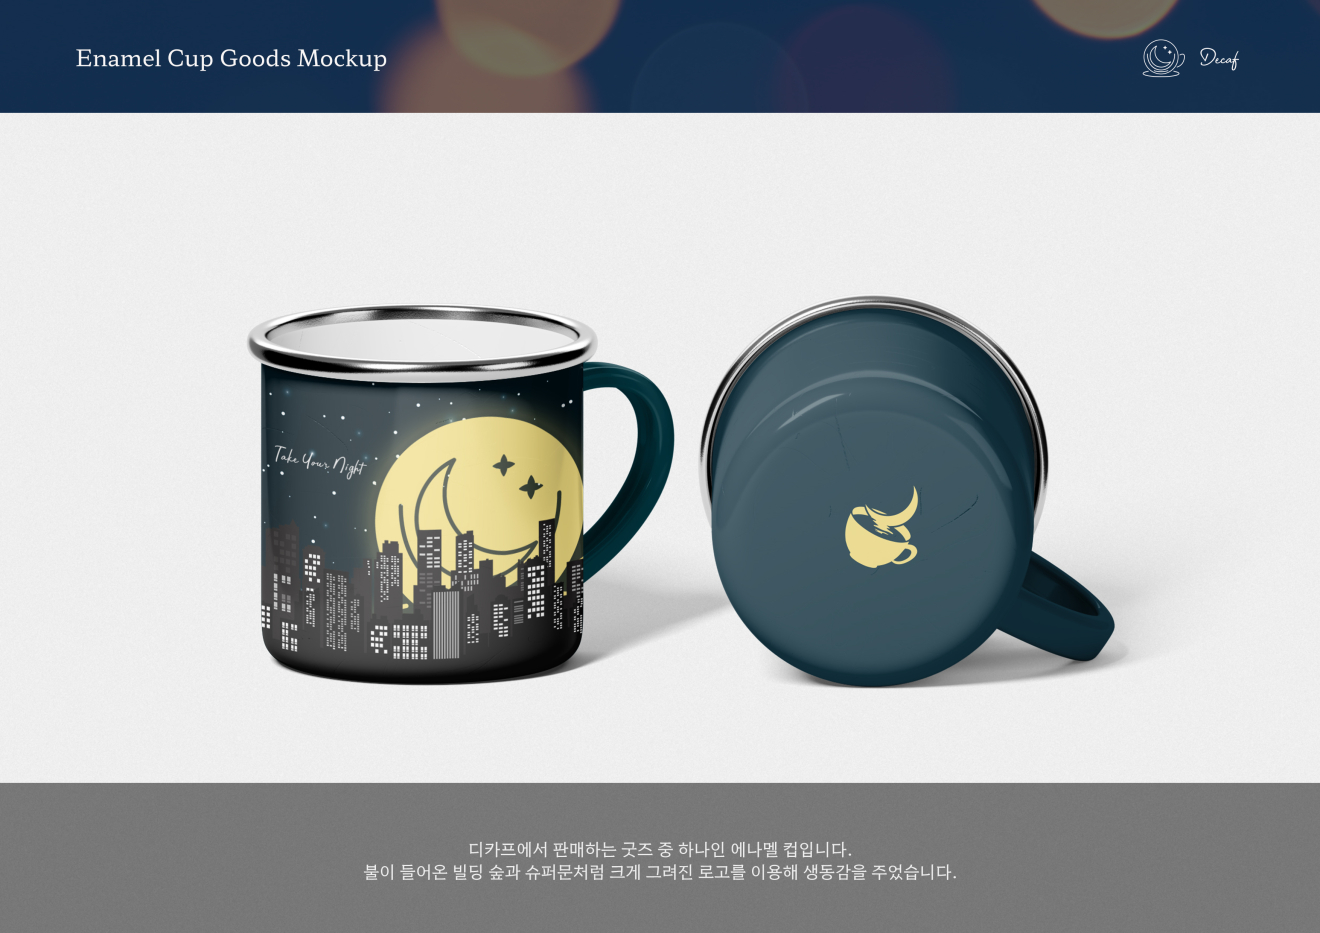 Enamel Cup Goods Mockup
Decaf
Take Your Night
디카프에서 판매하는 굿즈 중 하나인 에나멜 컵입니다.
불이 들어온 빌딩 숲과 슈퍼문처럼 크게 그려진 로고를 이용해 생동감을 주었습니다.